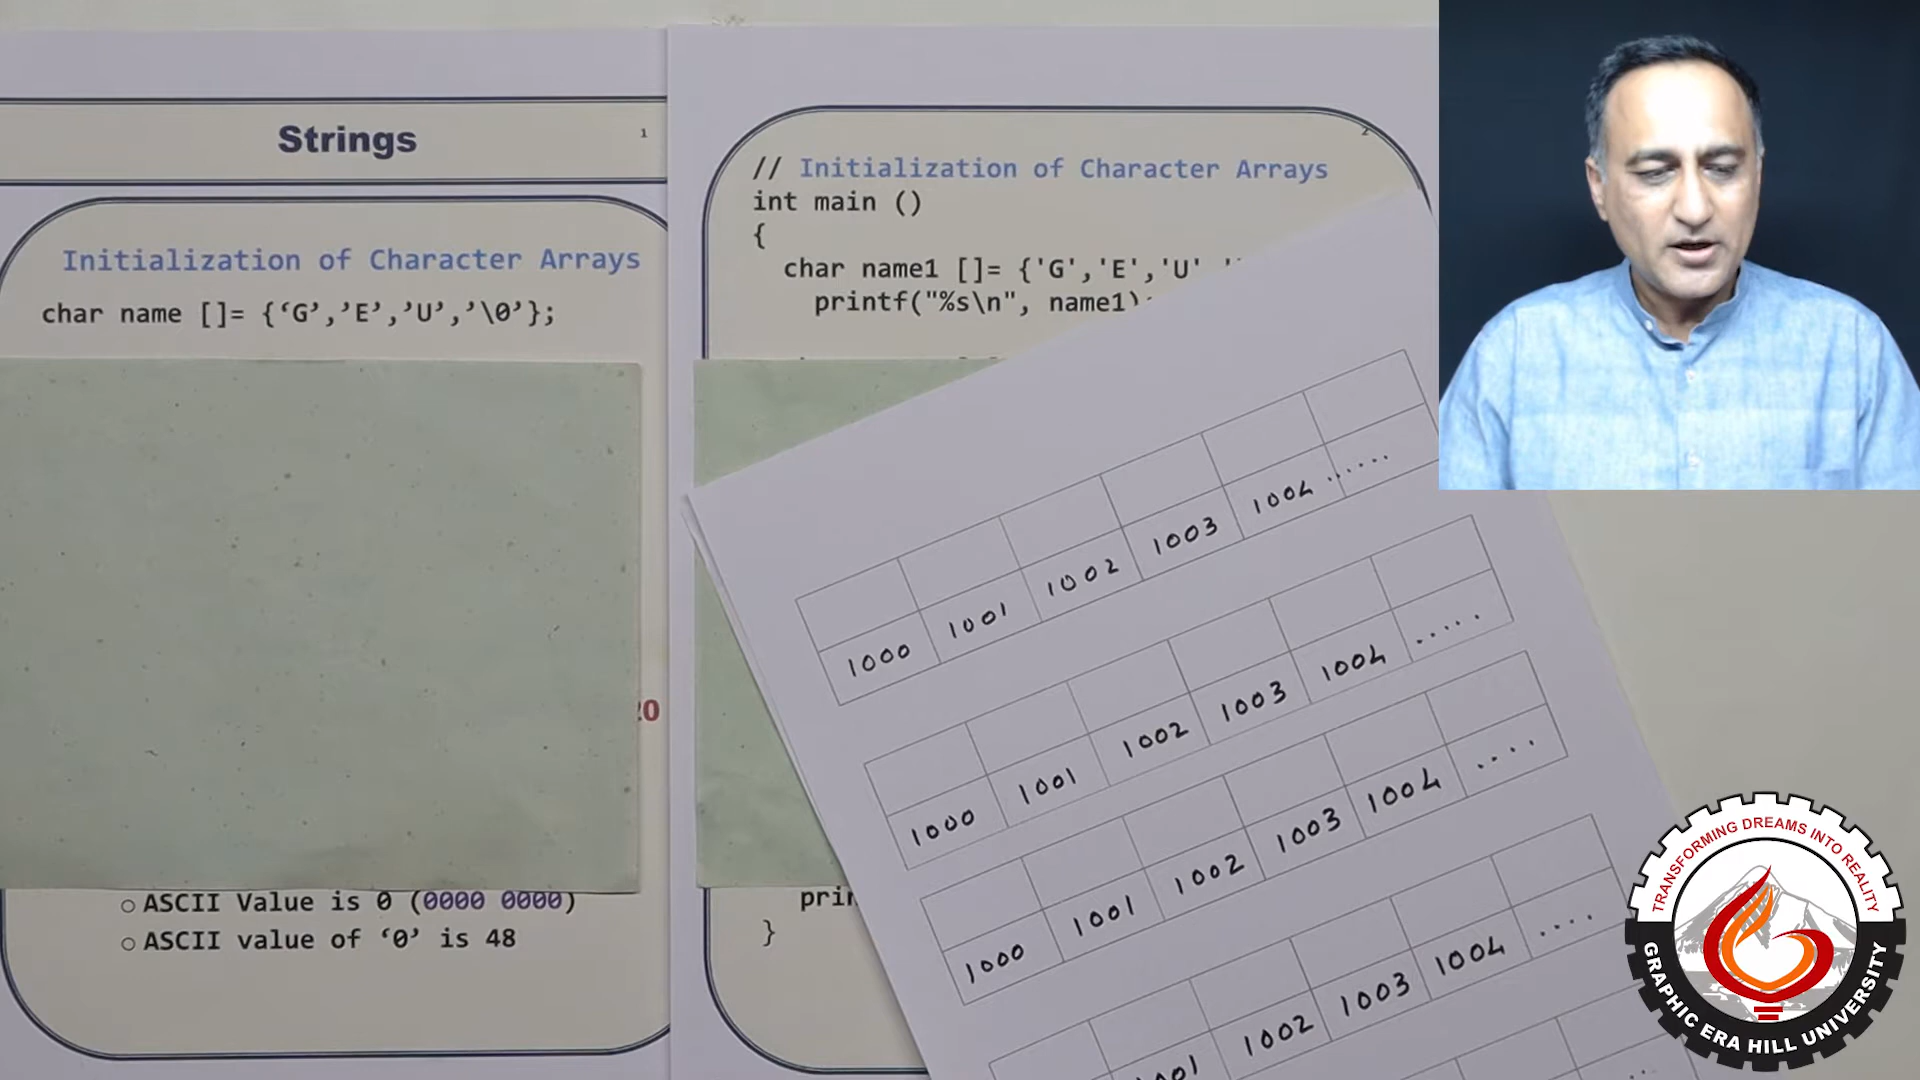 Strings
1
Initialization of Character Arrays
char name []= {‘G’,’E’,’U’,’\0’};
20
ASCII Value is 0 (0000 0000)
ASCII value of ‘0’ is 48
2
// Initialization of Character Arrays
int main ()
{
char name1 []= {'G','E','U','
printf("%s\n", name1);
}
1000 1001 1002 1003 1004 ......
1000 1001 1002 1003 1004 .....
1000 1001 1002 1003 1004 ....
1002 1003 1004 ....
TRANSFORMING DREAMS INTO REALITY
GRAPHIC ERA HILL UNIVERSITY